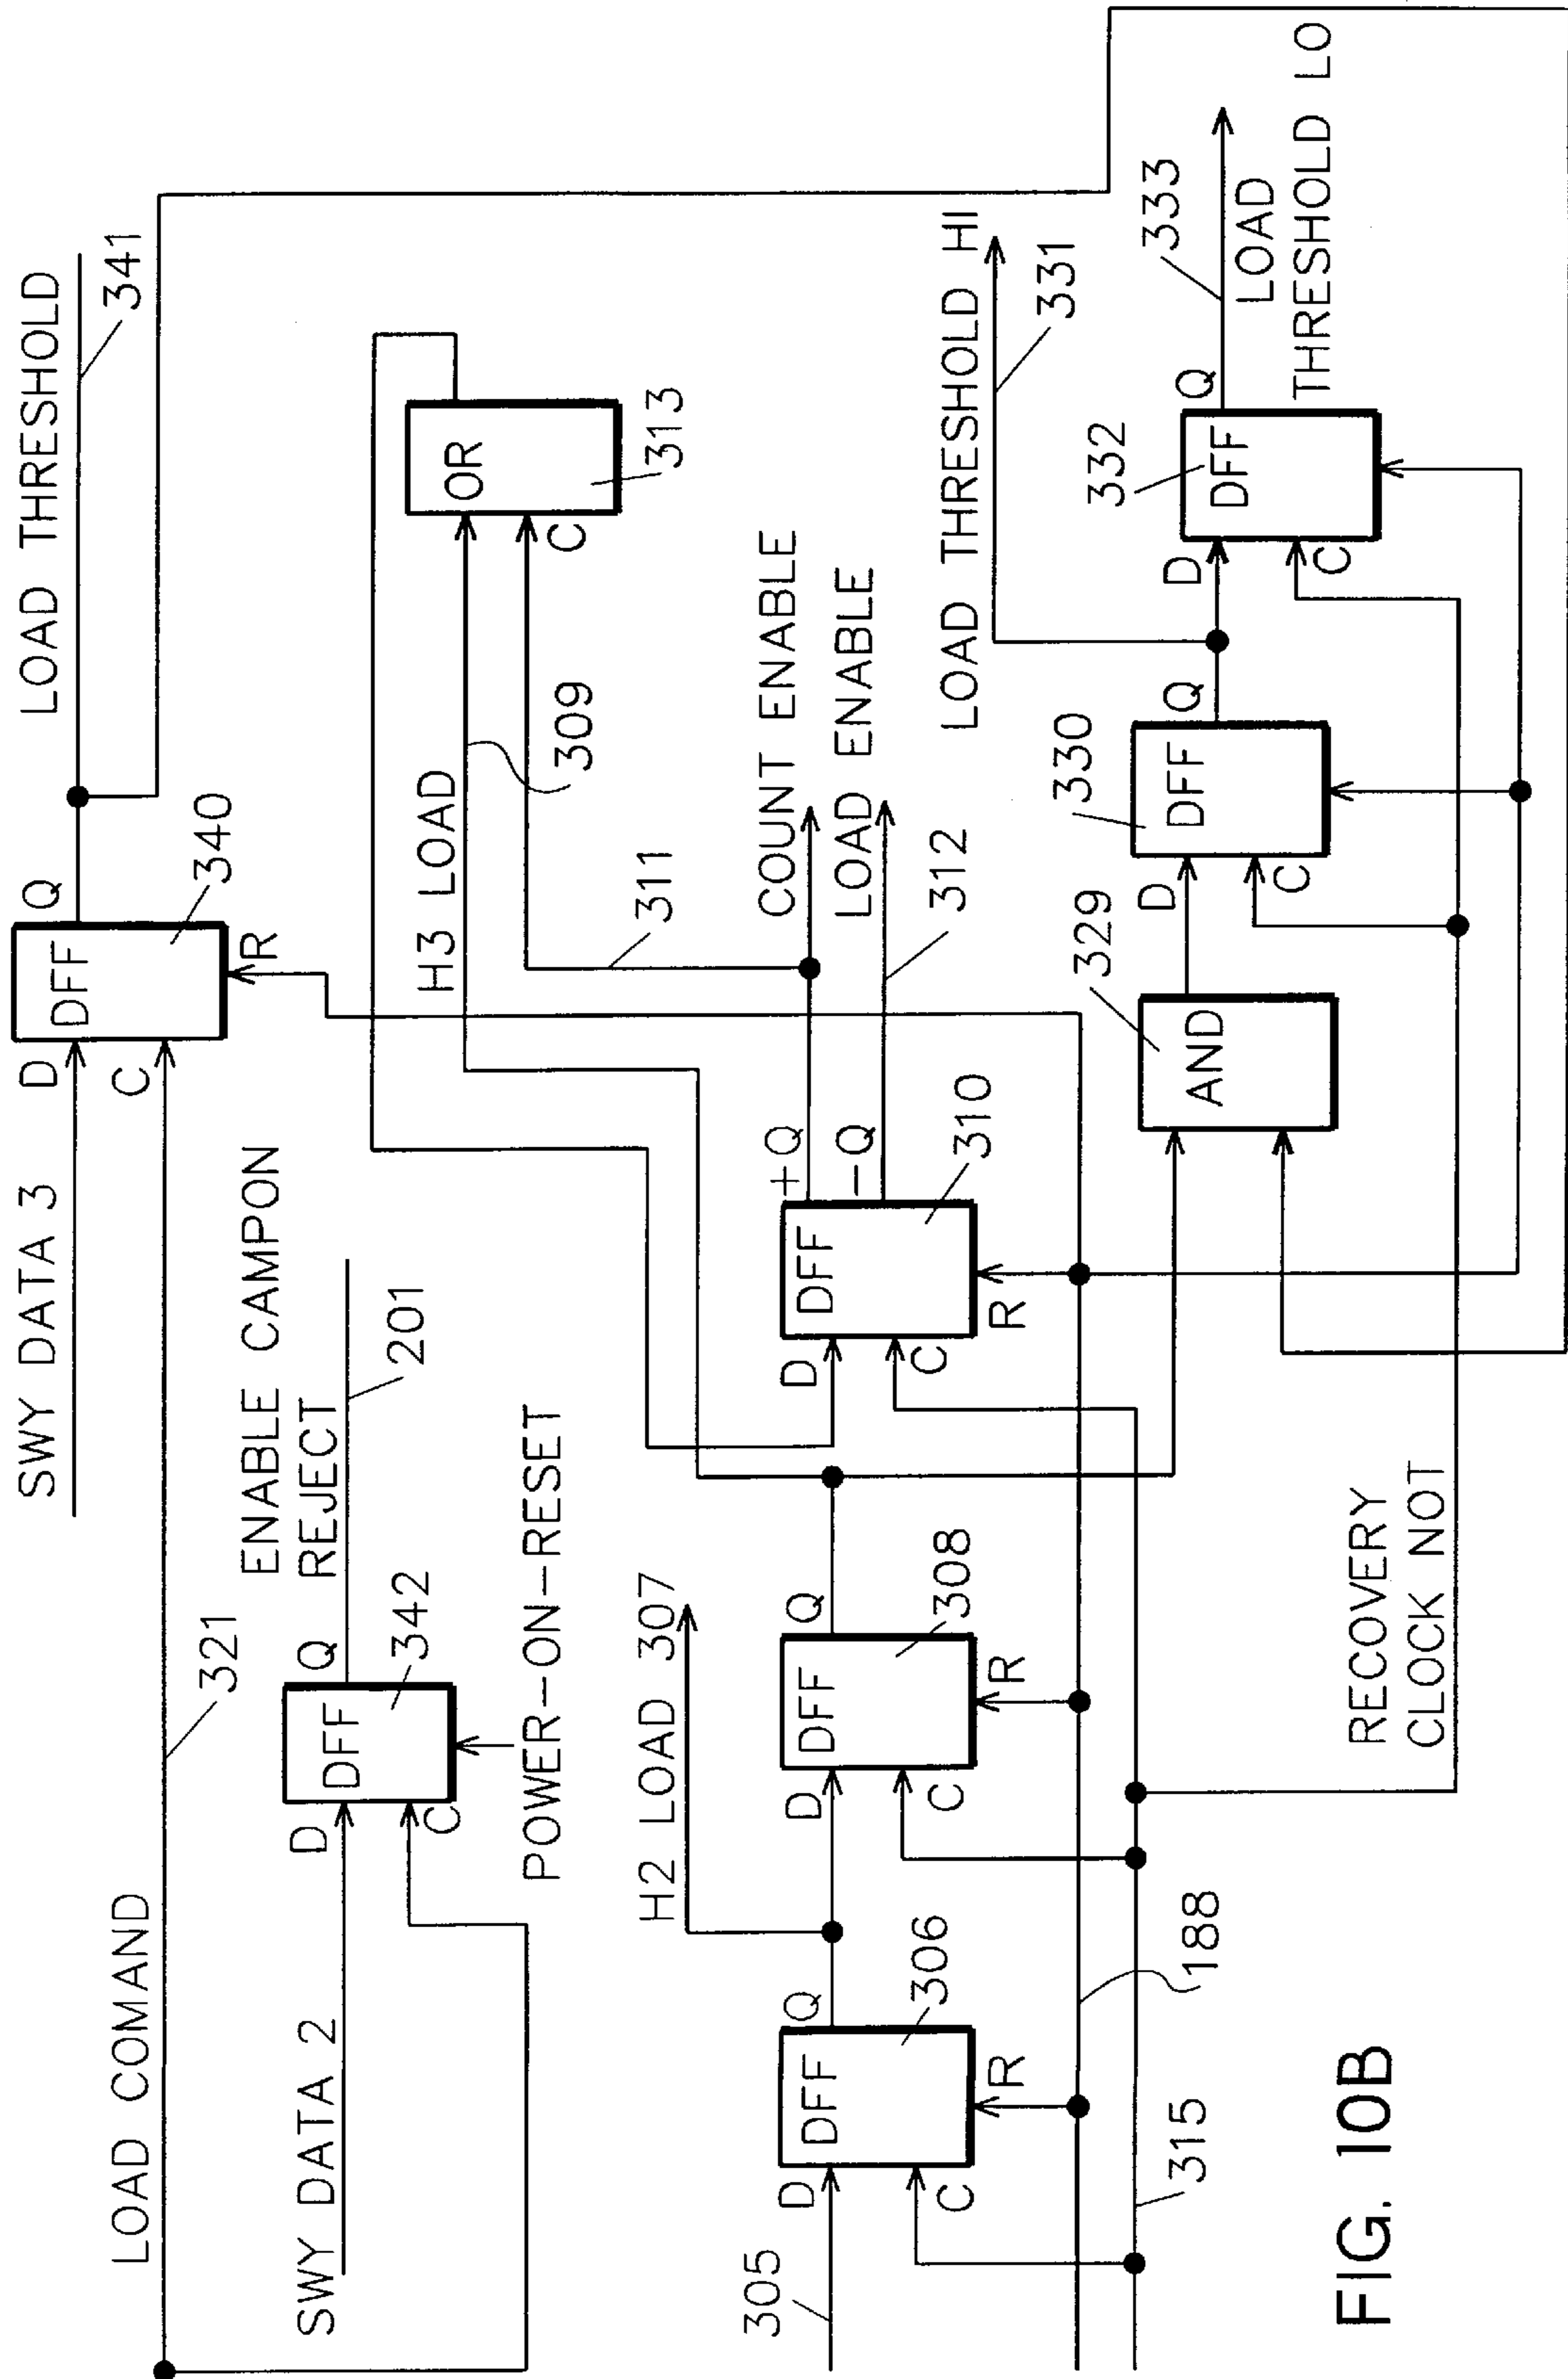 SWY DATA 3
D
DFF
Q
C
R
340
LOAD THRESHOLD
341
LOAD COMAND
321
SWY DATA 2
D
DFF
Q
C
342
ENABLE CAMPON
REJECT
201
POWER-ON-RESET
H3 LOAD
309
OR
C
313
311
COUNT ENABLE
LOAD ENABLE
312
H2 LOAD 307
305
D
DFF
Q
C
R
306
D
DFF
Q
C
R
308
D
DFF
+Q
-Q
C
R
310
188
315
RECOVERY
CLOCK NOT
AND
329
D
DFF
Q
C
330
LOAD THRESHOLD HI
331
D
DFF
Q
C
332
333
LOAD
THRESHOLD LO
FIG. 10B